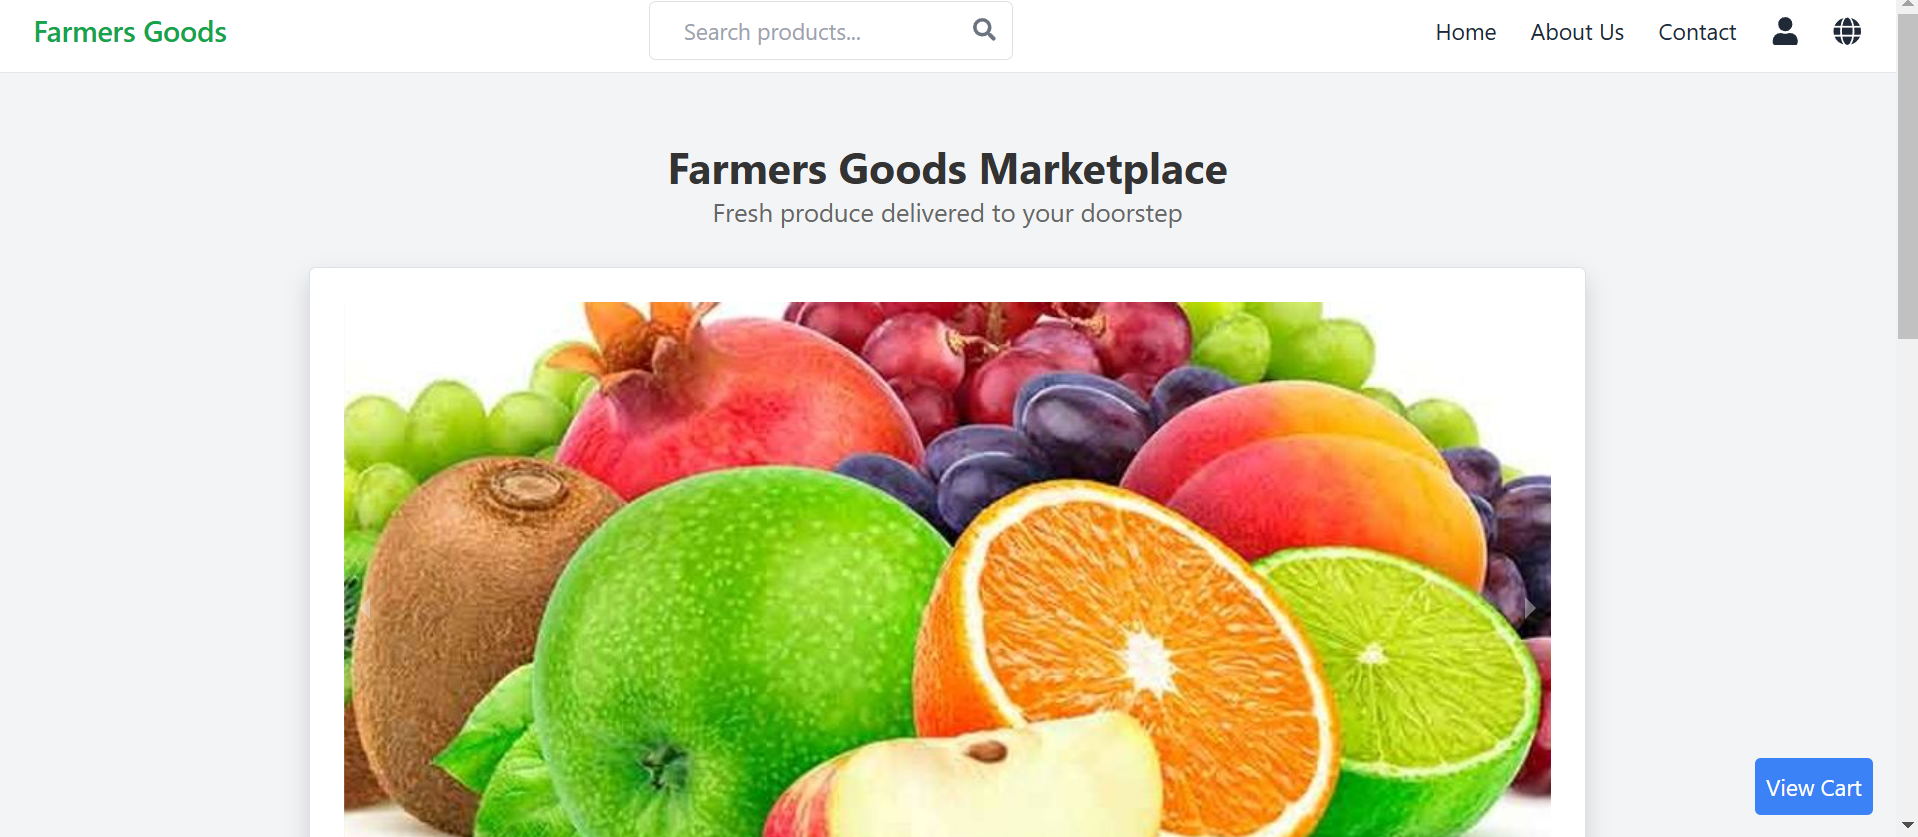 Farmers Goods
Search products...
Home
About Us
Contact
Farmers Goods Marketplace
Fresh produce delivered to your doorstep
View Cart